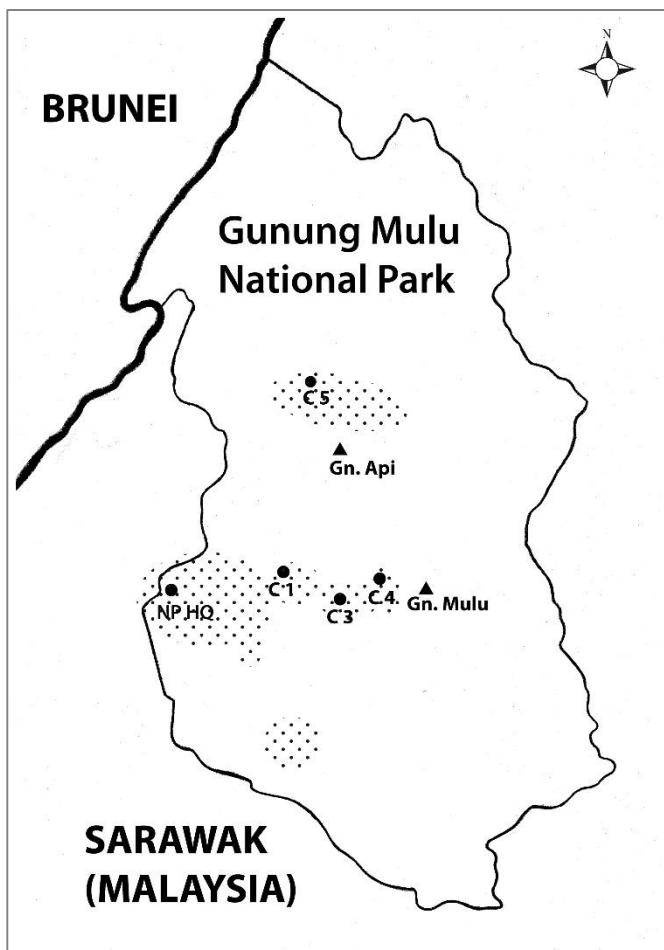 N
BRUNEI
Gunung Mulu
National Park
C 5
Gn. Api
NP HQ
C 1
C 3
C 4
Gn. Mulu
SARAWAK
(MALAYSIA)